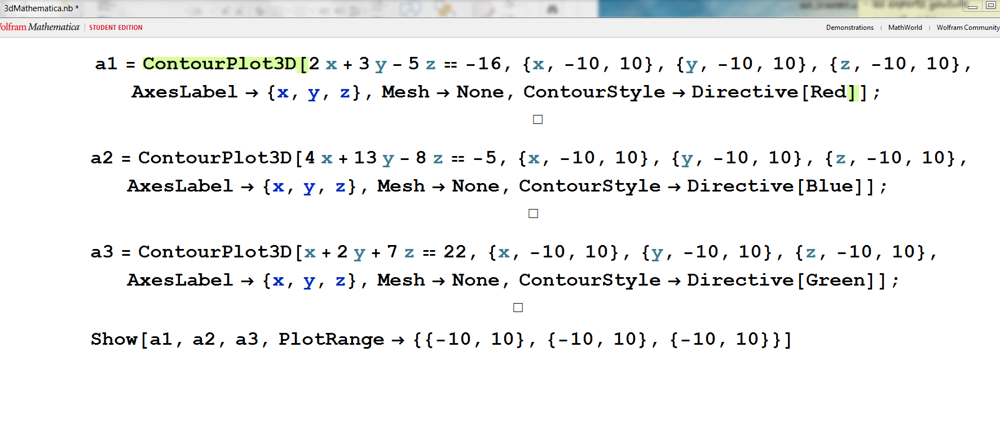 3dMathematica.nb *
olfram Mathematica | STUDENT EDITION
Demonstrations | MathWorld | Wolfram Community
a1 = ContourPlot3D[2 x + 3 y - 5 z == -16, {x, -10, 10}, {y, -10, 10}, {z, -10, 10},
AxesLabel → {x, y, z}, Mesh → None, ContourStyle → Directive[Red]];
a2 = ContourPlot3D[4 x + 13 y - 8 z == -5, {x, -10, 10}, {y, -10, 10}, {z, -10, 10},
AxesLabel → {x, y, z}, Mesh → None, ContourStyle → Directive[Blue]];
a3 = ContourPlot3D[x + 2 y + 7 z == 22, {x, -10, 10}, {y, -10, 10}, {z, -10, 10},
AxesLabel → {x, y, z}, Mesh → None, ContourStyle → Directive[Green]];
Show[a1, a2, a3, PlotRange → {{-10, 10}, {-10, 10}, {-10, 10}}]